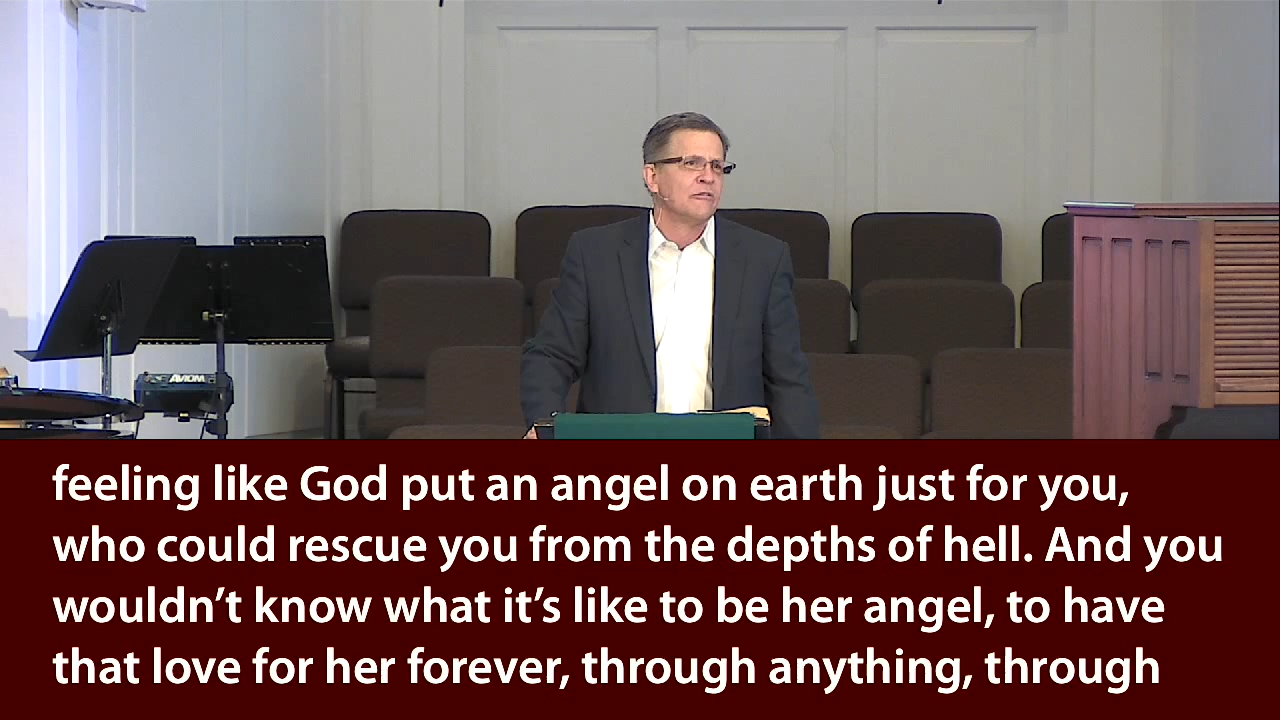 AVIOM
feeling like God put an angel on earth just for you,
who could rescue you from the depths of hell. And you
wouldn’t know what it’s like to be her angel, to have
that love for her forever, through anything, through